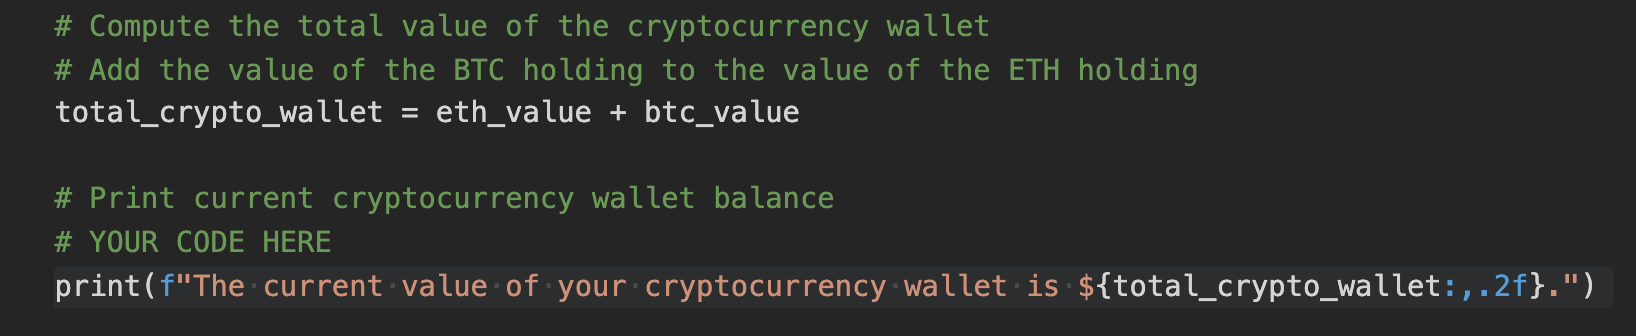 # Compute the total value of the cryptocurrency wallet
# Add the value of the BTC holding to the value of the ETH holding
total_crypto_wallet = eth_value + btc_value
# Print current cryptocurrency wallet balance
# YOUR CODE HERE
print(f"The current value of your cryptocurrency wallet is ${total_crypto_wallet:,.2f}.")